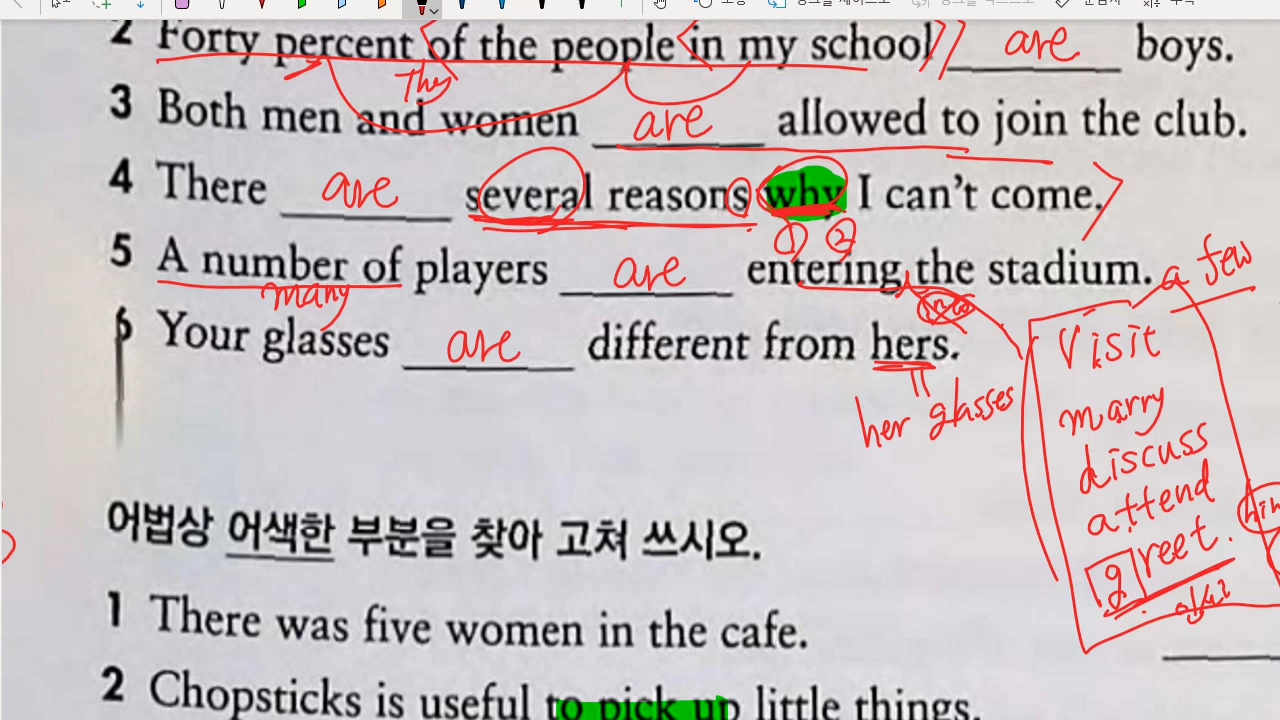 2 Forty percent of the people in my school are boys.
They
3 Both men and women are allowed to join the club.
4 There are several reasons why I can't come.
① ②
5 A number of players are entering the stadium.
many
a few
6 Your glasses are different from hers.
her glasses
Visit
marry
discuss
attend
greet.
어법상 어색한 부분을 찾아 고쳐 쓰시오.
1 There was five women in the cafe.
2 Chopsticks is useful to pick up little things.